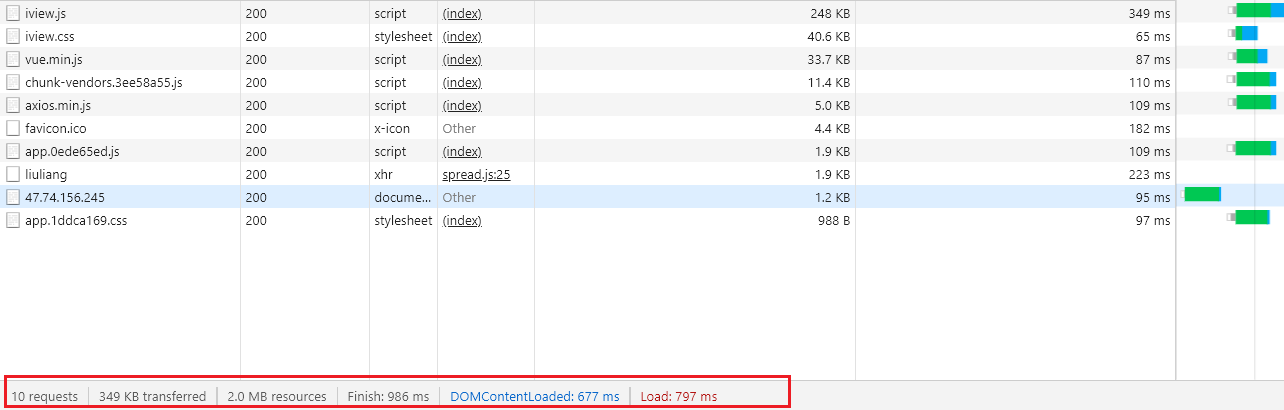 iview.js 200 script (index) 248 KB 349 ms
iview.css 200 stylesheet (index) 40.6 KB 65 ms
vue.min.js 200 script (index) 33.7 KB 87 ms
chunk-vendors.3ee58a55.js 200 script (index) 11.4 KB 110 ms
axios.min.js 200 script (index) 5.0 KB 109 ms
favicon.ico 200 x-icon Other 4.4 KB 182 ms
app.0ede65ed.js 200 script (index) 1.9 KB 109 ms
liuliang 200 xhr spread.js:25 1.9 KB 223 ms
47.74.156.245 200 docume... Other 1.2 KB 95 ms
app.1ddca169.css 200 stylesheet (index) 988 B 97 ms
10 requests 349 KB transferred 2.0 MB resources Finish: 986 ms DOMContentLoaded: 677 ms Load: 797 ms